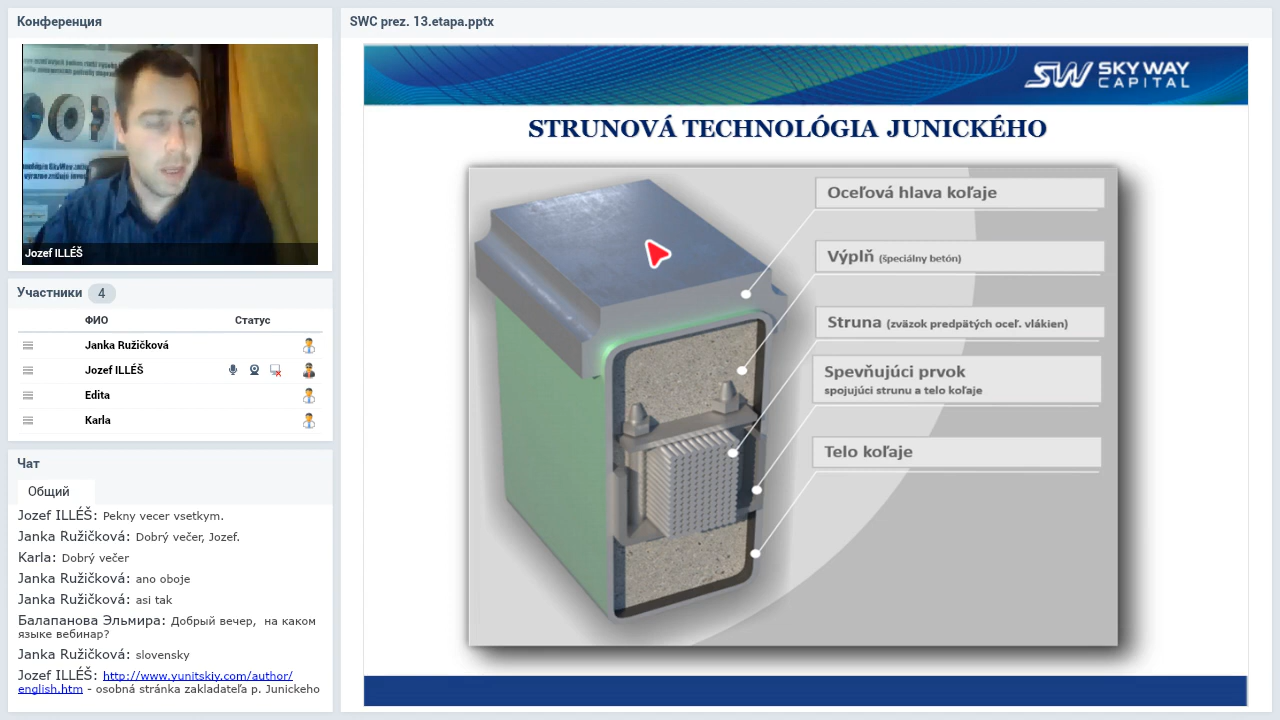 Конференция
Jozef ILLÉŠ
Участники 4
ФИО Статус
Janka Ružičková
Jozef ILLÉŠ
Edita
Karla
Чат
Общий
Jozef ILLÉŠ: Pekny vecer vsetkym.
Janka Ružičková: Dobrý večer, Jozef.
Karla: Dobrý večer
Janka Ružičková: ano oboje
Janka Ružičková: asi tak
Балапанова Эльмира: Добрый вечер, на каком
языке вебинар?
Janka Ružičková: slovensky
Jozef ILLÉŠ: http://www.yunitskiy.com/author/
english.htm - osobná stránka zakladateľa p. Junickeho
SWC prez. 13.etapa.pptx
SW SKY WAY
CAPITAL
STRUNOVÁ TECHNOLÓGIA JUNICKÉHO
Oceľová hlava koľaje
Výplň (špeciálny betón)
Struna (zväzok predpätých oceľ. vlákien)
Spevňujúci prvok
spojujúci strunu a telo koľaje
Telo koľaje